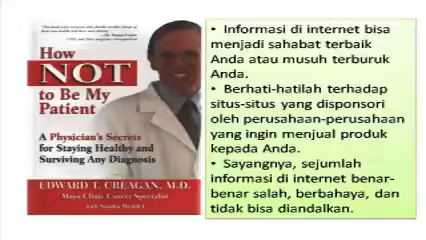 How
NOT
to Be My
Patient
A Physician's Secrets
for Staying Healthy and
Surviving Any Diagnosis
EDWARD T. CREAGAN, M.D.
Mayo Clinic Cancer Specialist
with Sandra Wendel
• Informasi di internet bisa
menjadi sahabat terbaik
Anda atau musuh terburuk
Anda.
• Berhati-hatilah terhadap
situs-situs yang disponsori
oleh perusahaan-perusahaan
yang ingin menjual produk
kepada Anda.
• Sayangnya, sejumlah
informasi di internet benar-
benar salah, berbahaya, dan
tidak bisa diandalkan.